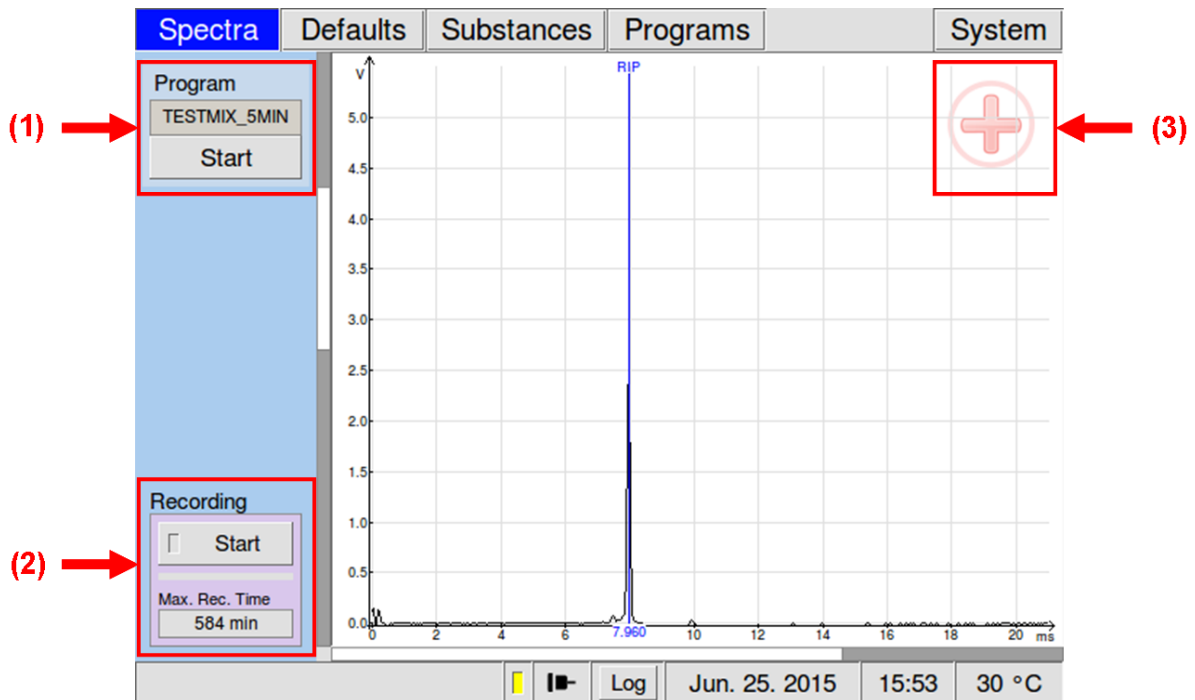 Spectra Defaults Substances Programs System
Program
TESTMIX_5MIN
Start
(1)
(3)
V
RIP
5.0
4.5
4.0
3.5
3.0
2.5
2.0
1.5
1.0
0.5
0.0
0 2 4 6 7.960 10 12 14 16 18 20 ms
Recording
Start
(2)
Max. Rec. Time
584 min
Log Jun. 25. 2015 15:53 30 °C